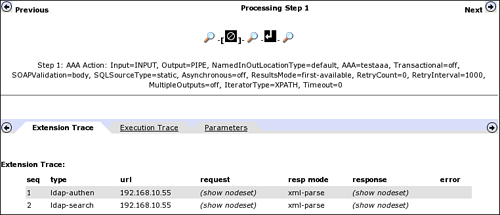 Previous
Processing Step 1
Next
Step 1: AAA Action: Input=INPUT, Output=PIPE, NamedInOutLocationType=default, AAA=testaaa, Transactional=off,
SOAPValidation=body, SQLSourceType=static, Asynchronous=off, ResultsMode=first-available, RetryCount=0, RetryInterval=1000,
MultipleOutputs=off, IteratorType=XPATH, Timeout=0
Extension Trace Execution Trace Parameters
Extension Trace:
seq type url request resp mode response error
1 ldap-authen 192.168.10.55 (show nodeset) xml-parse (show nodeset)
2 ldap-search 192.168.10.55 (show nodeset) xml-parse (show nodeset)